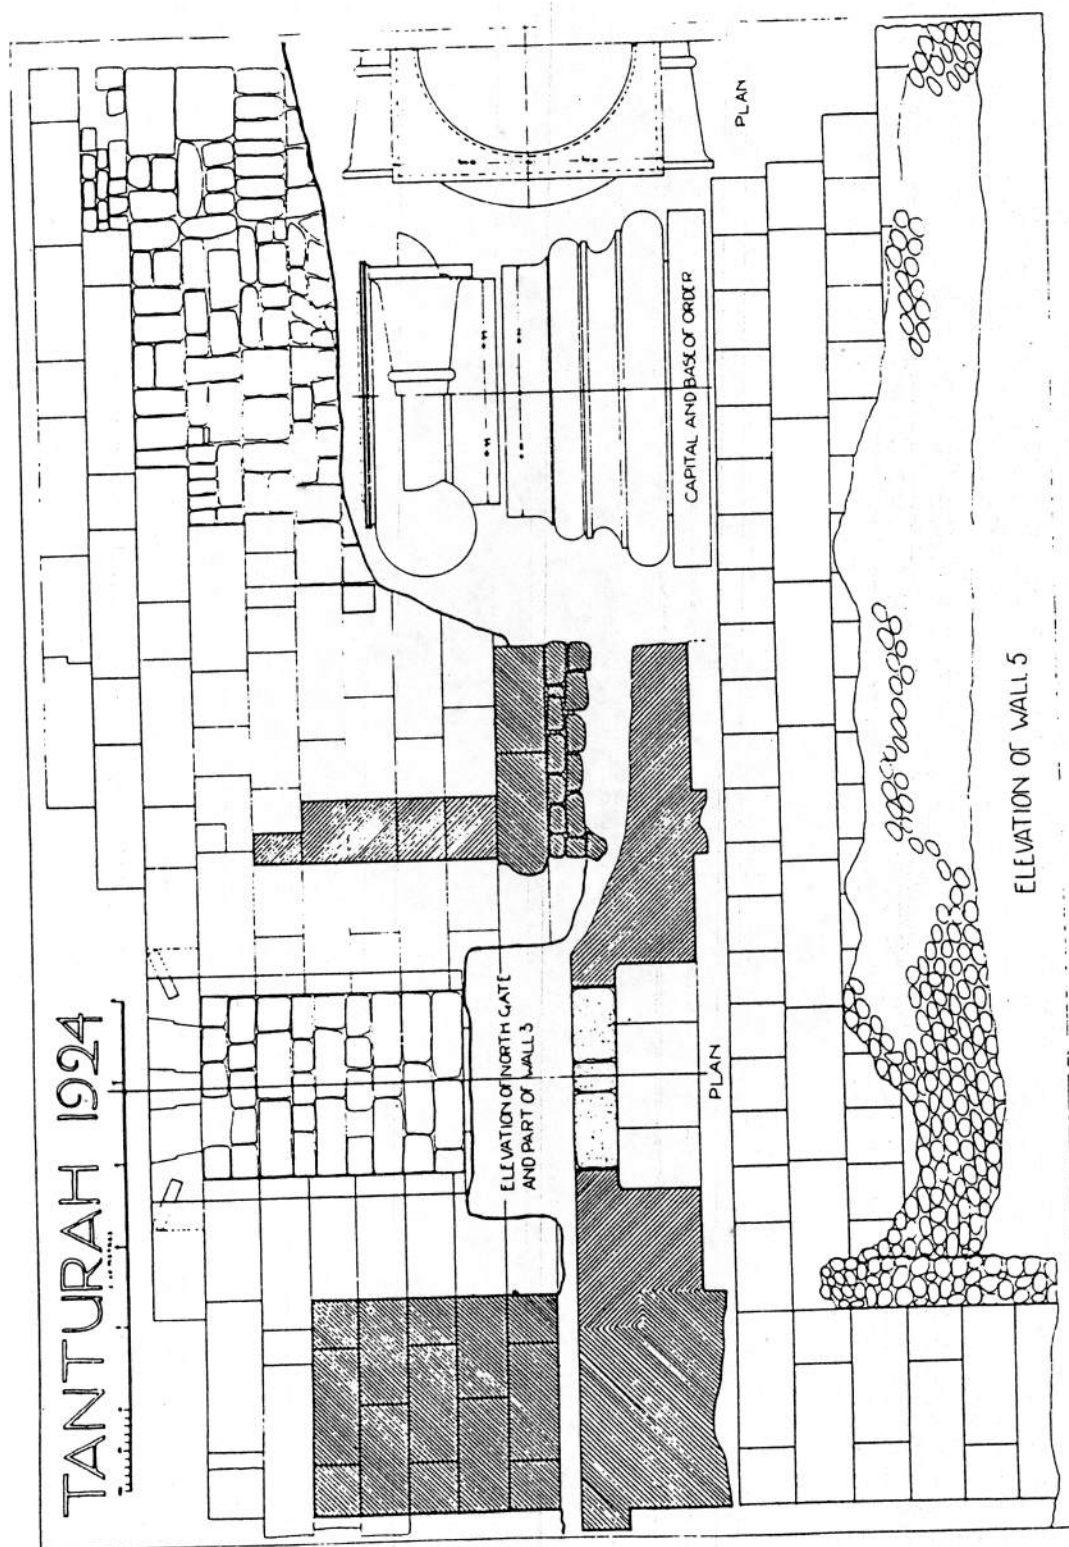 TANTURAH 1924
ELEVATION OF NORTH GATE
AND PART OF WALL 3
PLAN
CAPITAL AND BASE OF ORDER
PLAN
ELEVATION OF WALL 5